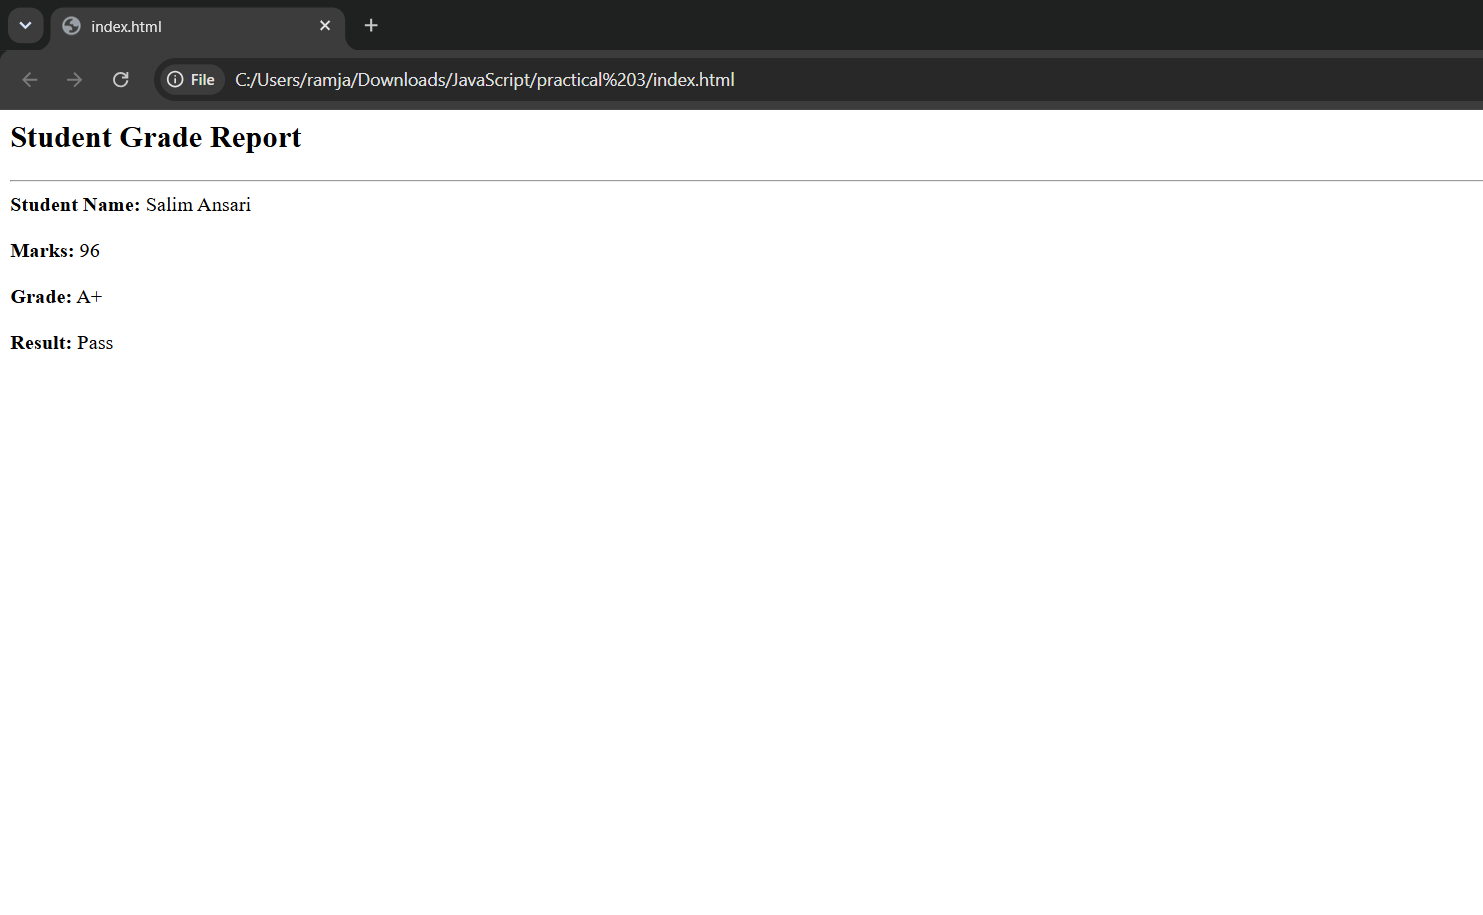 index.html
File C:/Users/ramja/Downloads/JavaScript/practical%203/index.html
Student Grade Report
Student Name: Salim Ansari
Marks: 96
Grade: A+
Result: Pass